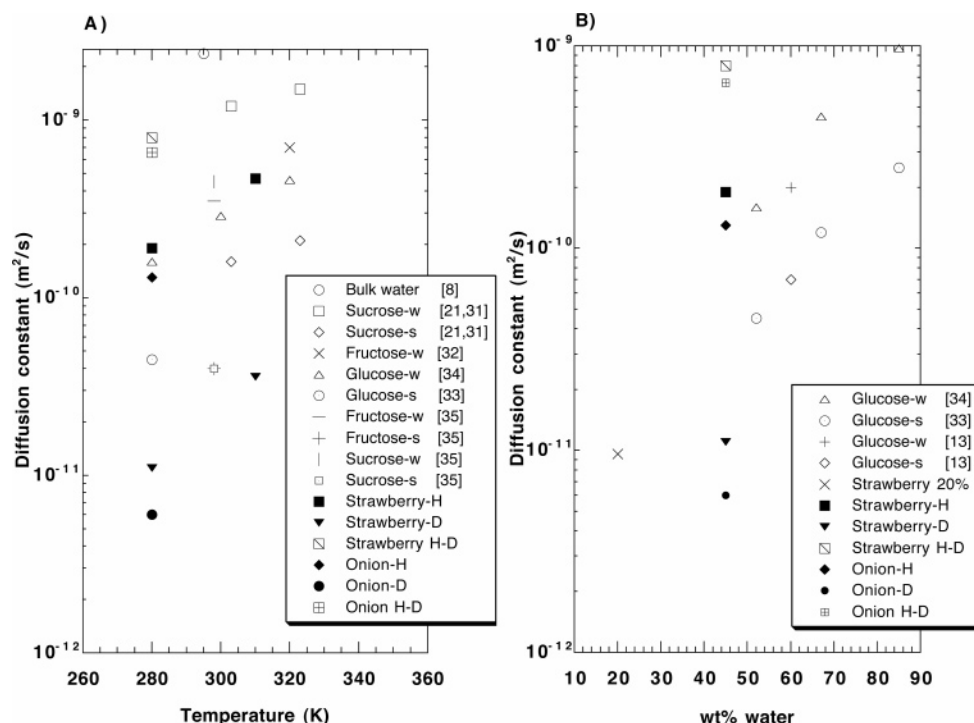 A)
Diffusion constant (m²/s)
10⁻⁹
10⁻¹⁰
10⁻¹¹
10⁻¹²
260 280 300 320 340 360
Temperature (K)
Bulk water [8]
Sucrose-w [21,31]
Sucrose-s [21,31]
Fructose-w [32]
Glucose-w [34]
Glucose-s [33]
Fructose-w [35]
Fructose-s [35]
Sucrose-w [35]
Sucrose-s [35]
Strawberry-H
Strawberry-D
Strawberry H-D
Onion-H
Onion-D
Onion H-D
B)
Diffusion constant (m²/s)
10⁻⁹
10⁻¹⁰
10⁻¹¹
10⁻¹²
10 20 30 40 50 60 70 80 90
wt% water
Glucose-w [34]
Glucose-s [33]
Glucose-w [13]
Glucose-s [13]
Strawberry 20%
Strawberry-H
Strawberry-D
Strawberry H-D
Onion-H
Onion-D
Onion H-D